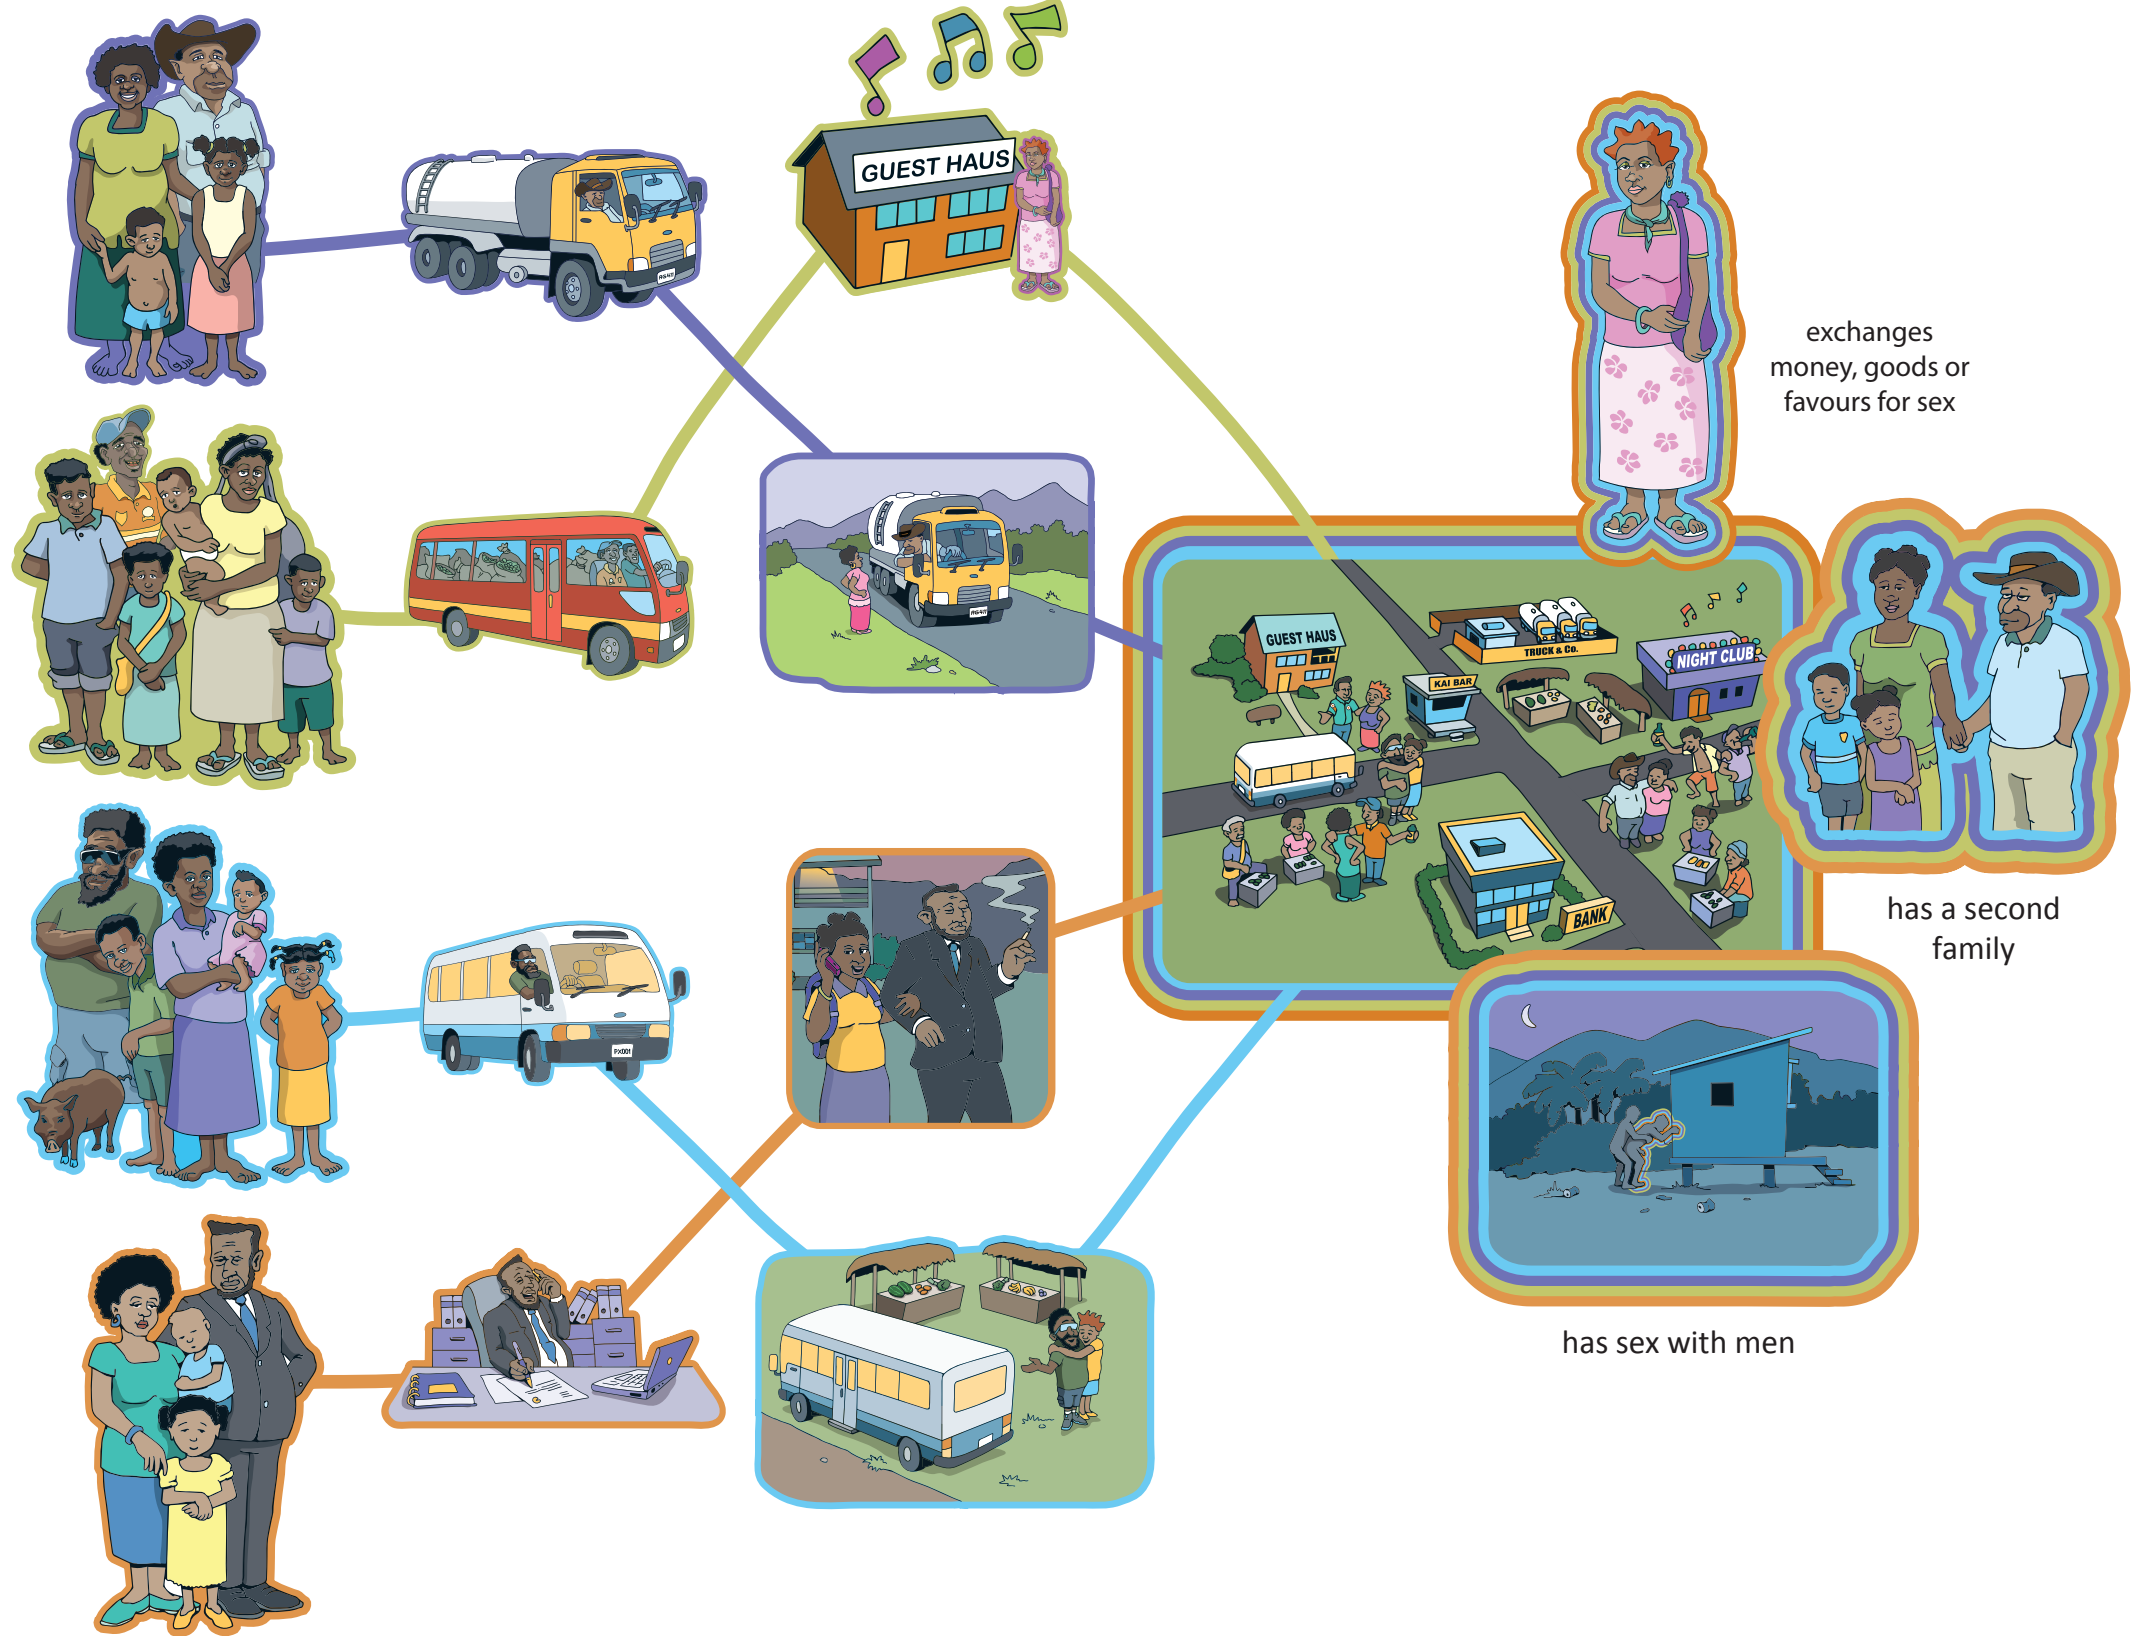 GUEST HAUS
exchanges
money, goods or
favours for sex
GUEST HAUS
TRUCK & Co.
NIGHT CLUB
KAI BAR
BANK
has a second
family
PX001
has sex with men